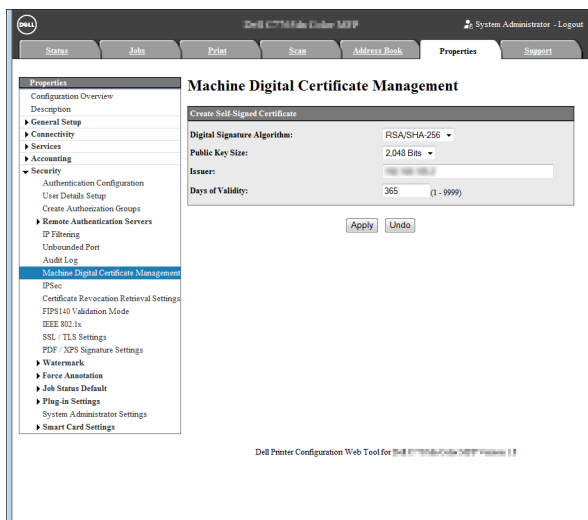 DELL
System Administrator - Logout
Status
Jobs
Print
Scan
Address Book
Properties
Support
Properties
Configuration Overview
Description
General Setup
Connectivity
Services
Accounting
Security
Authentication Configuration
User Details Setup
Create Authorization Groups
Remote Authentication Servers
IP Filtering
Unbounded Port
Audit Log
Machine Digital Certificate Management
IPSec
Certificate Revocation Retrieval Settings
FIPS140 Validation Mode
IEEE 802.1x
SSL / TLS Settings
PDF / XPS Signature Settings
Watermark
Force Annotation
Job Status Default
Plug-in Settings
System Administrator Settings
Smart Card Settings
Machine Digital Certificate Management
Create Self-Signed Certificate
Digital Signature Algorithm: RSA/SHA-256
Public Key Size: 2,048 Bits
Issuer:
Days of Validity: 365 (1 - 9999)
Apply Undo
Dell Printer Configuration Web Tool for